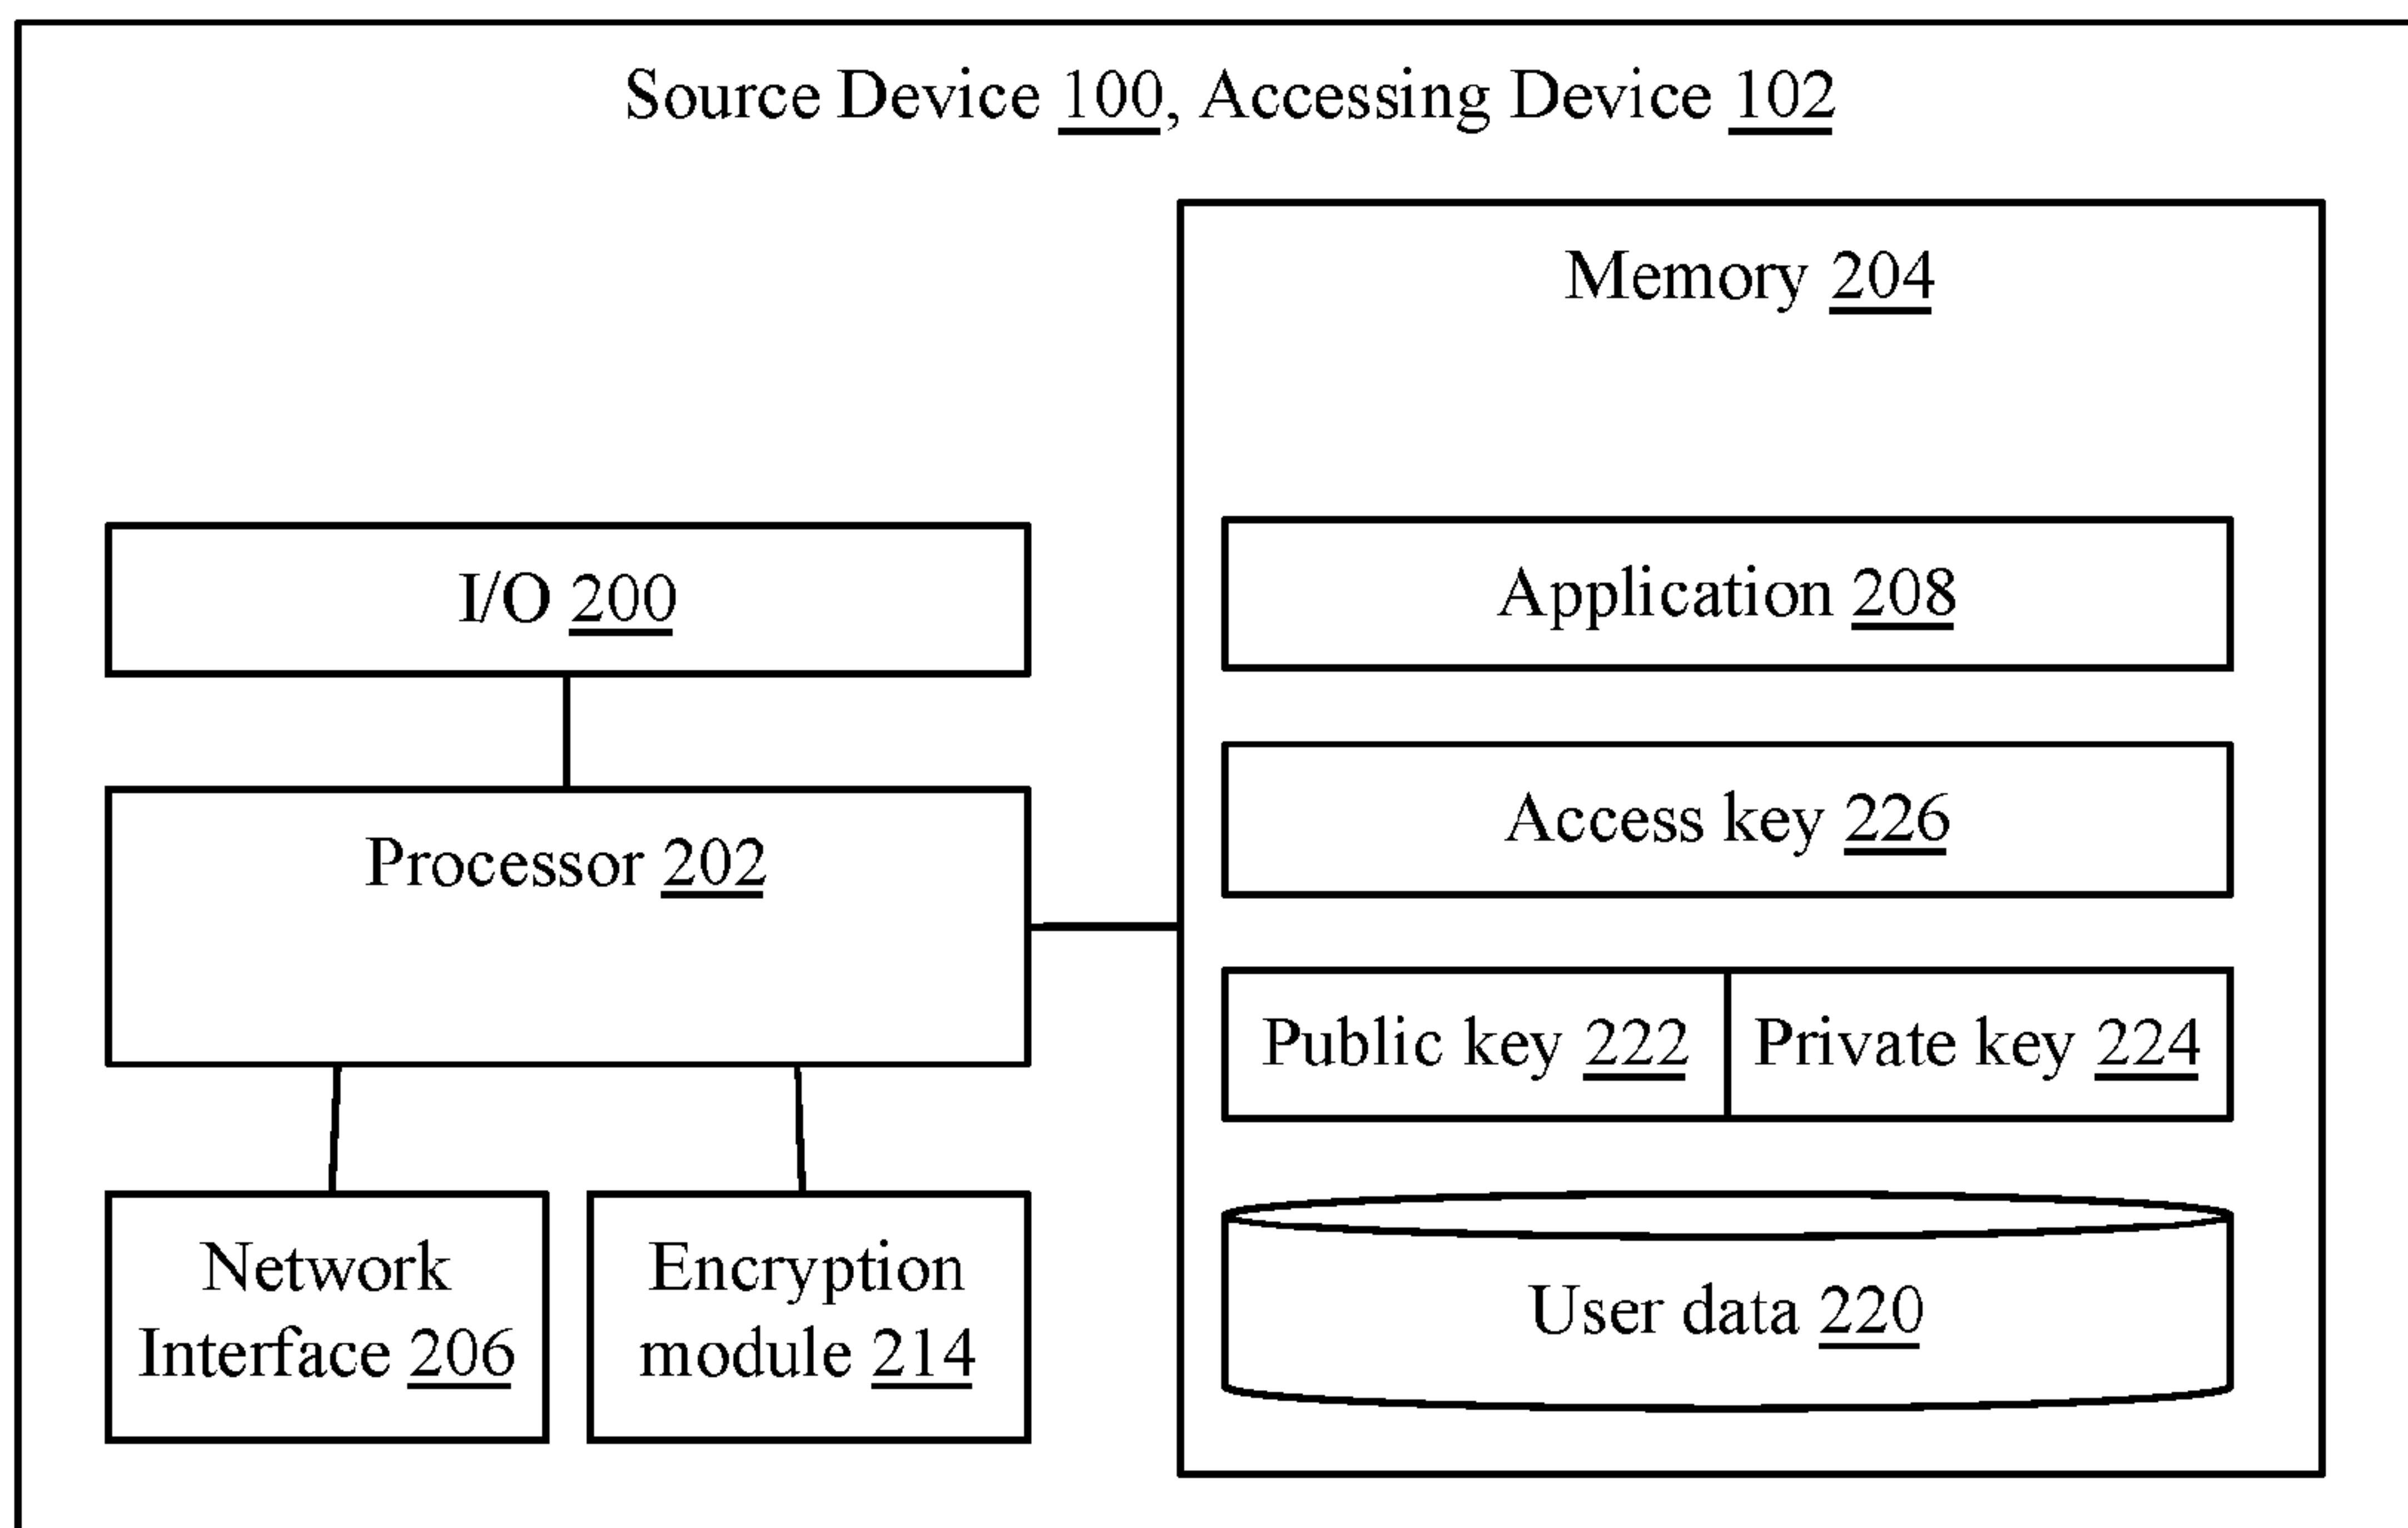 Source Device 100, Accessing Device 102
Memory 204
I/O 200
Application 208
Processor 202
Access key 226
Public key 222
Private key 224
Network
Interface 206
Encryption
module 214
User data 220